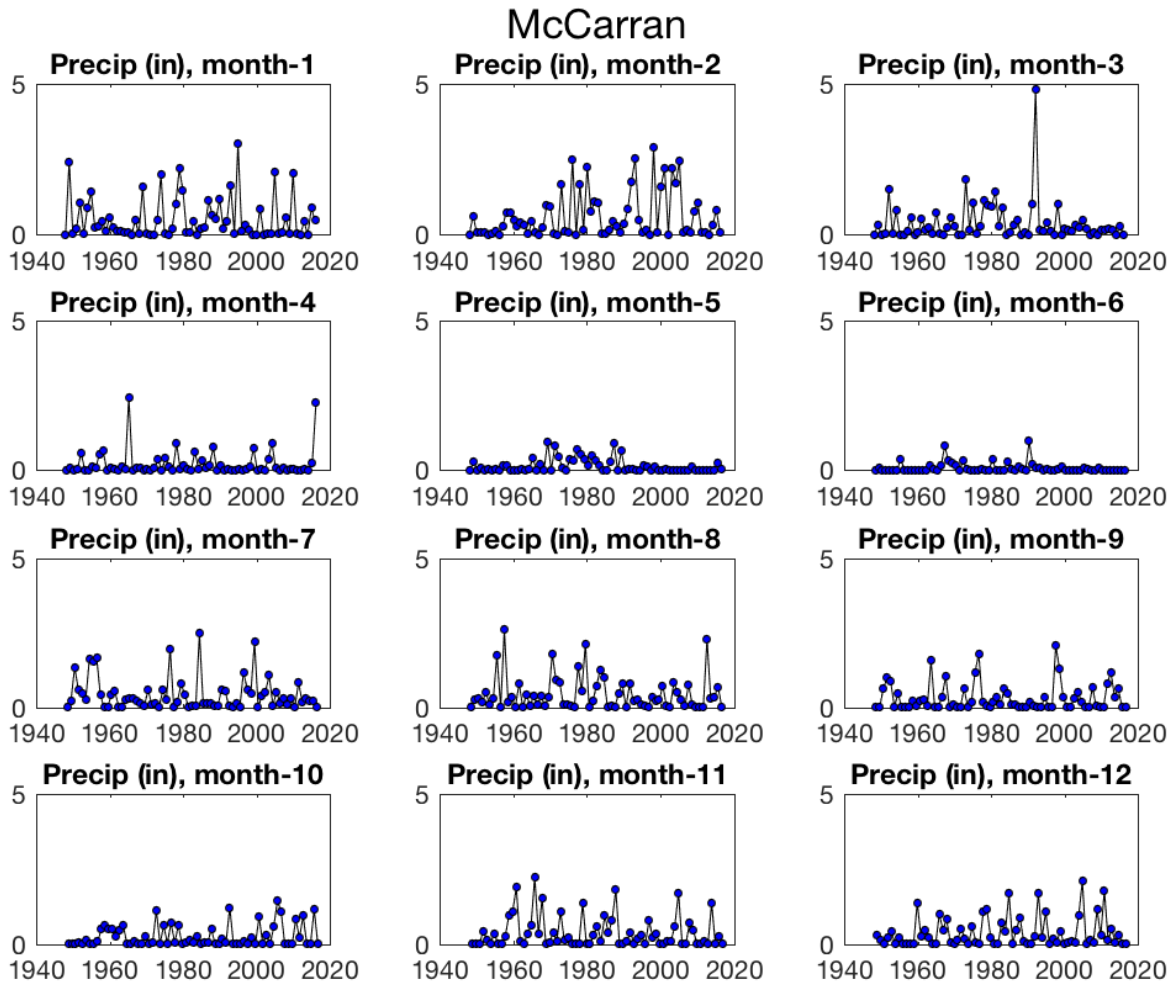 McCarran
Precip (in), month-1 Precip (in), month-2 Precip (in), month-3
5 5 5
0 0 0
1940 1960 1980 2000 2020 1940 1960 1980 2000 2020 1940 1960 1980 2000 2020
Precip (in), month-4 Precip (in), month-5 Precip (in), month-6
5 5 5
0 0 0
1940 1960 1980 2000 2020 1940 1960 1980 2000 2020 1940 1960 1980 2000 2020
Precip (in), month-7 Precip (in), month-8 Precip (in), month-9
5 5 5
0 0 0
1940 1960 1980 2000 2020 1940 1960 1980 2000 2020 1940 1960 1980 2000 2020
Precip (in), month-10 Precip (in), month-11 Precip (in), month-12
5 5 5
0 0 0
1940 1960 1980 2000 2020 1940 1960 1980 2000 2020 1940 1960 1980 2000 2020